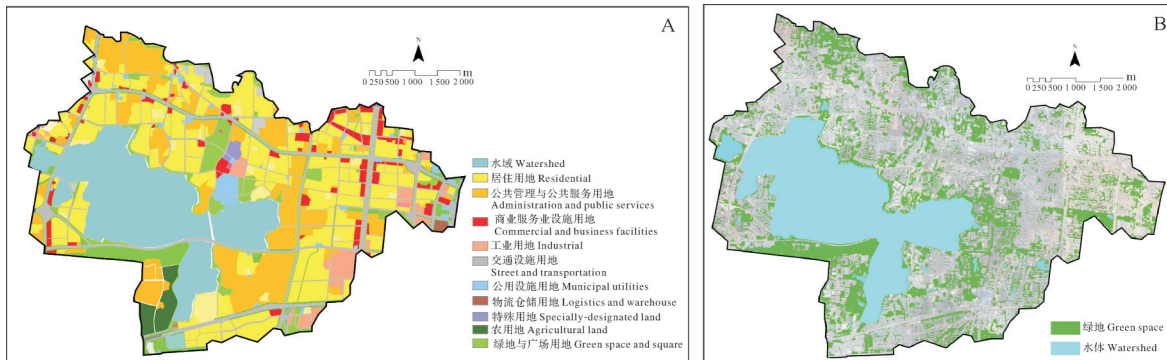 A
N
0 250 500 1 000 1 500 2 000 m
水域 Watershed
居住用地 Residential
公共管理与公共服务用地
Administration and public services
商业服务业设施用地
Commercial and business facilities
工业用地 Industrial
交通设施用地
Street and transportation
公用设施用地 Municipal utilities
物流仓储用地 Logistics and warehouse
特殊用地 Specially-designated land
农用地 Agricultural land
绿地与广场用地 Green space and square
B
N
0 250 500 1 000 1 500 2 000 m
绿地 Green space
水体 Watershed